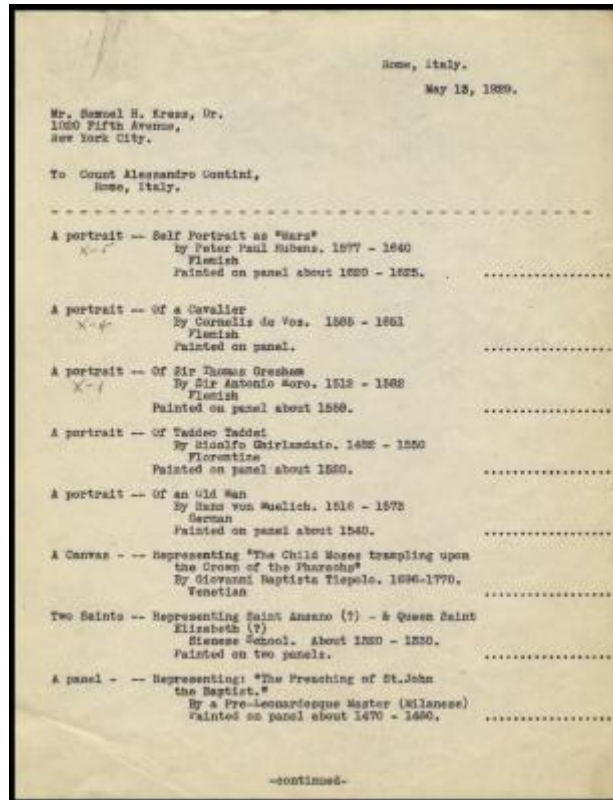 Rome, Italy.
May 13, 1929.
Mr. Samuel H. Kress, Dr.
1020 Fifth Avenue,
New York City.
To Count Alessandro Contini,
Rome, Italy.
A portrait -- Self Portrait as "Mars"
X-5 by Peter Paul Rubens. 1577 - 1640
Flemish
Painted on panel about 1620 - 1625.
A portrait -- Of a Cavalier
X-4 By Cornelis de Vos. 1585 - 1651
Flemish
Painted on panel.
A portrait -- Of Sir Thomas Gresham
X-1 By Sir Antonio Moro. 1512 - 1582
Flemish
Painted on panel about 1558.
A portrait -- Of Taddeo Taddei
By Ridolfo Ghirlandaio. 1482 - 1550
Florentine
Painted on panel about 1520.
A portrait -- Of an Old Man
By Hans von Muelich. 1516 - 1573
German
Painted on panel about 1540.
A Canvas - -- Representing "The Child Moses trampling upon
the Crown of the Pharaohs"
By Giovanni Baptista Tiepolo. 1696-1770.
Venetian
Two Saints -- Representing Saint Ansano (?) - & Queen Saint
Elizabeth (?)
Sienese School. About 1320 - 1330.
Painted on two panels.
A panel - -- Representing: "The Preaching of St.John
the Baptist."
By a Pre-Leonardesque Master (Milanese)
Painted on panel about 1470 - 1480.
-continued-